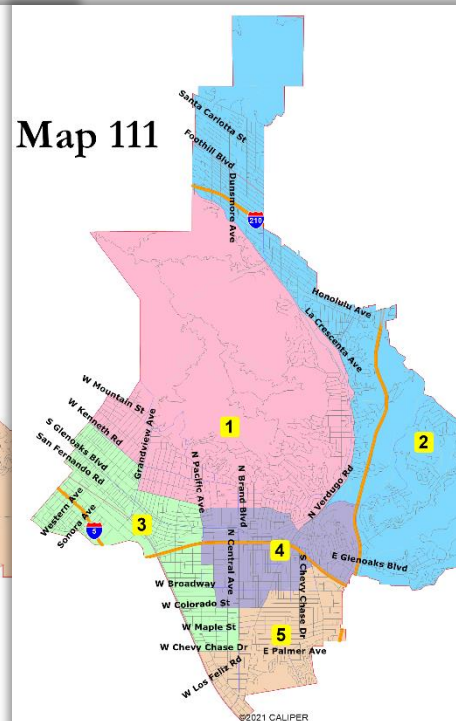 Map 111
Santa Carlotta St
Foothill Blvd
Dunsmore Ave
210
Honolulu Ave
La Crescenta Ave
W Mountain St
W Kenneth Rd
Grandview Ave
1
2
S Glenoaks Blvd
San Fernando Rd
N Pacific Ave
N Brand Blvd
N Verdugo Rd
Western Ave
Sonora Ave
5
3
N Central Ave
4
S Chevy Chase Dr
E Glenoaks Blvd
W Broadway
W Colorado St
W Maple St
5
W Chevy Chase Dr
E Palmer Ave
W Los Feliz Rd
©2021 CALIPER